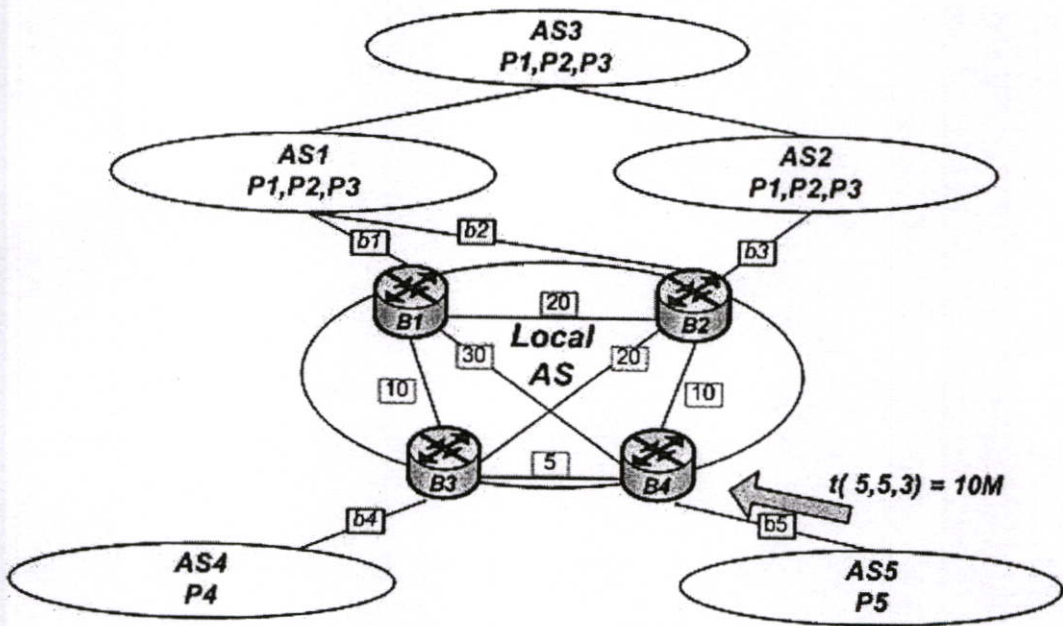 AS3
P1,P2,P3
AS1
P1,P2,P3
AS2
P1,P2,P3
b1
b2
b3
B1
20
B2
Local
AS
30
20
10
10
B3
5
B4
t( 5,5,3) = 10M
b4
b5
AS4
P4
AS5
P5